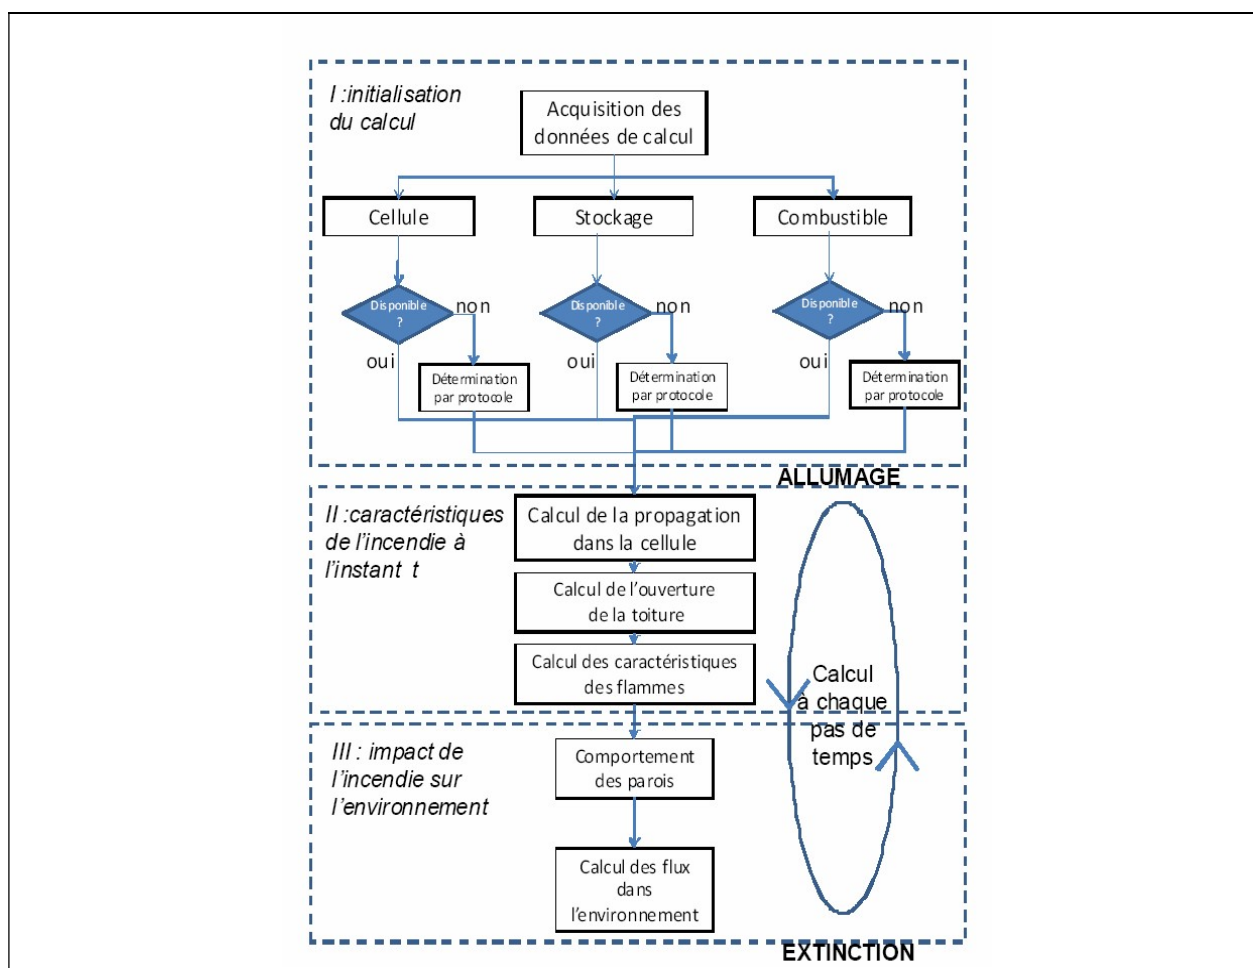 I :initialisation
du calcul
Acquisition des
données de calcul
Cellule
Stockage
Combustible
Disponible
?
non
oui
Disponible
?
non
oui
Disponible
?
non
oui
Détermination
par protocole
Détermination
par protocole
Détermination
par protocole
ALLUMAGE
II :caractéristiques
de l'incendie à
l'instant t
Calcul de la propagation
dans la cellule
Calcul de l'ouverture
de la toiture
Calcul des caractéristiques
des flammes
Calcul
à chaque
pas de
temps
III : impact de
l'incendie sur
l'environnement
Comportement
des parois
Calcul des flux
dans
l'environnement
EXTINCTION